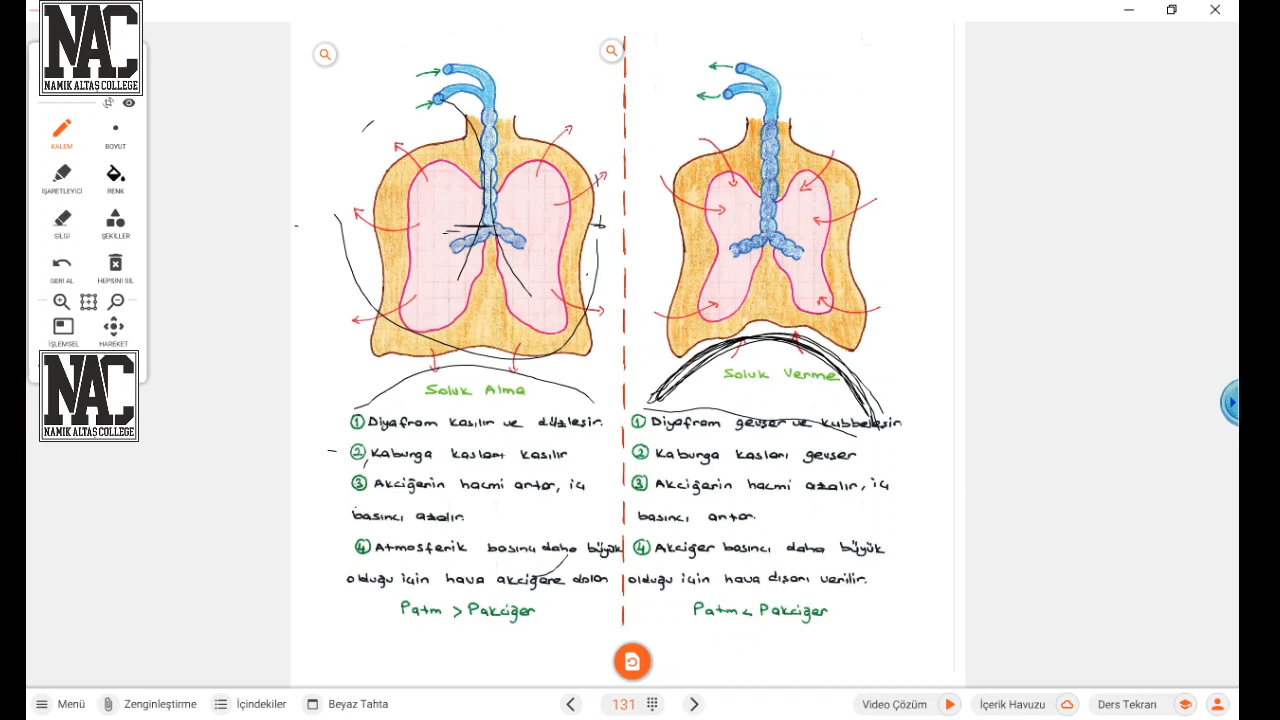 NAC
NAMIK ALTAS COLLEGE
KALEM
BOYUT
İŞARETLEYİCİ
RENK
SİLGİ
ŞEKİLLER
GERİ AL
HEPSİNİ SİL
İŞLEMSEL
HAREKET
NAC
NAMIK ALTAS COLLEGE
Soluk Alma
① Diyafram kasılır ve düzleşir.
② Kaburga kasları kasılır
③ Akciğerin hacmi artar, iç
basıncı azalır.
④ Atmosferik basıncı daha büyük
olduğu için hava akciğere dolar
Patm > Pakciğer
Soluk Verme
① Diyafram gevşer ve kubbeleşir
② Kaburga kasları gevşer
③ Akciğerin hacmi azalır, iç
basıncı artar.
④ Akciğer basıncı daha büyük
olduğu için hava dışarı verilir.
Patm < Pakciğer
Menü
Zenginleştirme
İçindekiler
Beyaz Tahta
131
Video Çözüm
İçerik Havuzu
Ders Tekrarı